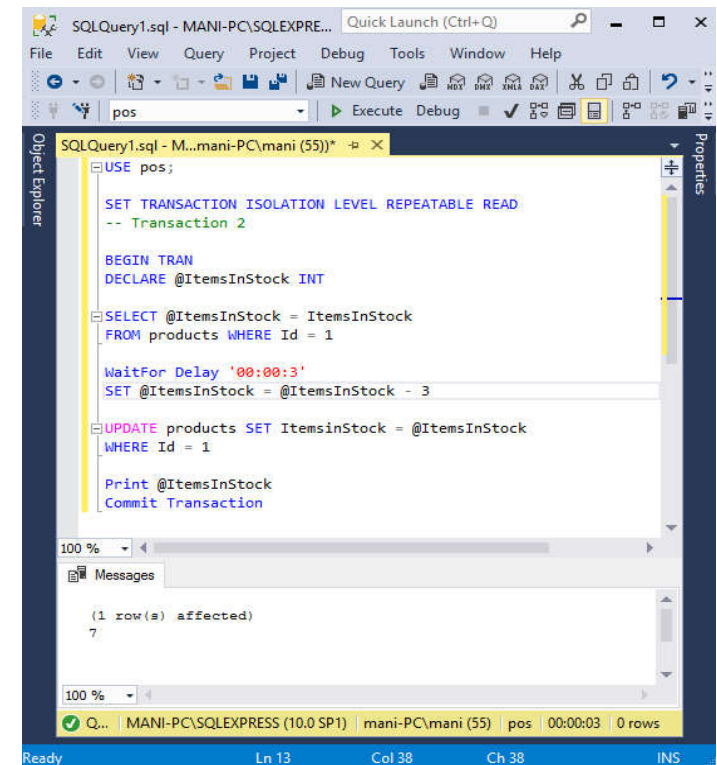 SQLQuery1.sql - MANI-PC\SQLEXPRE...
Quick Launch (Ctrl+Q)
File Edit View Query Project Debug Tools Window Help
New Query MDX DMX XMLA DAX
pos Execute Debug
Object Explorer
SQLQuery1.sql - M...mani-PC\mani (55))*
Properties
USE pos;
SET TRANSACTION ISOLATION LEVEL REPEATABLE READ
-- Transaction 2
BEGIN TRAN
DECLARE @ItemsInStock INT
SELECT @ItemsInStock = ItemsInStock
FROM products WHERE Id = 1
WaitFor Delay '00:00:3'
SET @ItemsInStock = @ItemsInStock - 3
UPDATE products SET ItemsinStock = @ItemsInStock
WHERE Id = 1
Print @ItemsInStock
Commit Transaction
100 %
Messages
(1 row(s) affected)
7
100 %
Q... MANI-PC\SQLEXPRESS (10.0 SP1) mani-PC\mani (55) pos 00:00:03 0 rows
Ready Ln 13 Col 38 Ch 38 INS